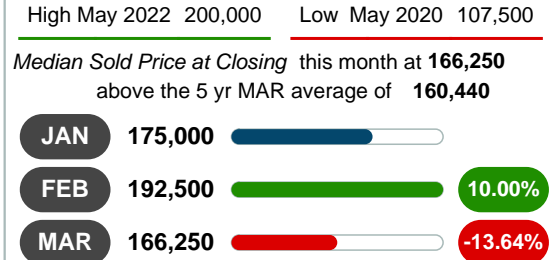 High May 2022 200,000 Low May 2020 107,500
Median Sold Price at Closing this month at 166,250
above the 5 yr MAR average of 160,440
JAN 175,000
FEB 192,500 10.00%
MAR 166,250 -13.64%